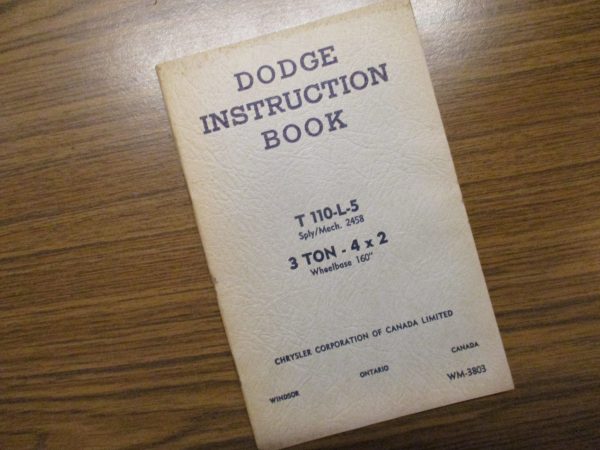 DODGE
INSTRUCTION
BOOK
T 110-L-5
Sply/Mech. 2458
3 TON - 4 x 2
Wheelbase 160"
CHRYSLER CORPORATION OF CANADA LIMITED
WINDSOR ONTARIO CANADA
WM-3803